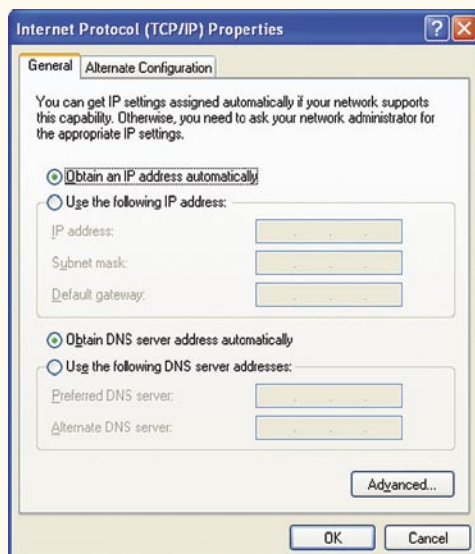 Internet Protocol (TCP/IP) Properties
General
Alternate Configuration
You can get IP settings assigned automatically if your network supports
this capability. Otherwise, you need to ask your network administrator for
the appropriate IP settings.
Obtain an IP address automatically
Use the following IP address:
IP address:
Subnet mask:
Default gateway:
Obtain DNS server address automatically
Use the following DNS server addresses:
Preferred DNS server:
Alternate DNS server:
Advanced...
OK
Cancel